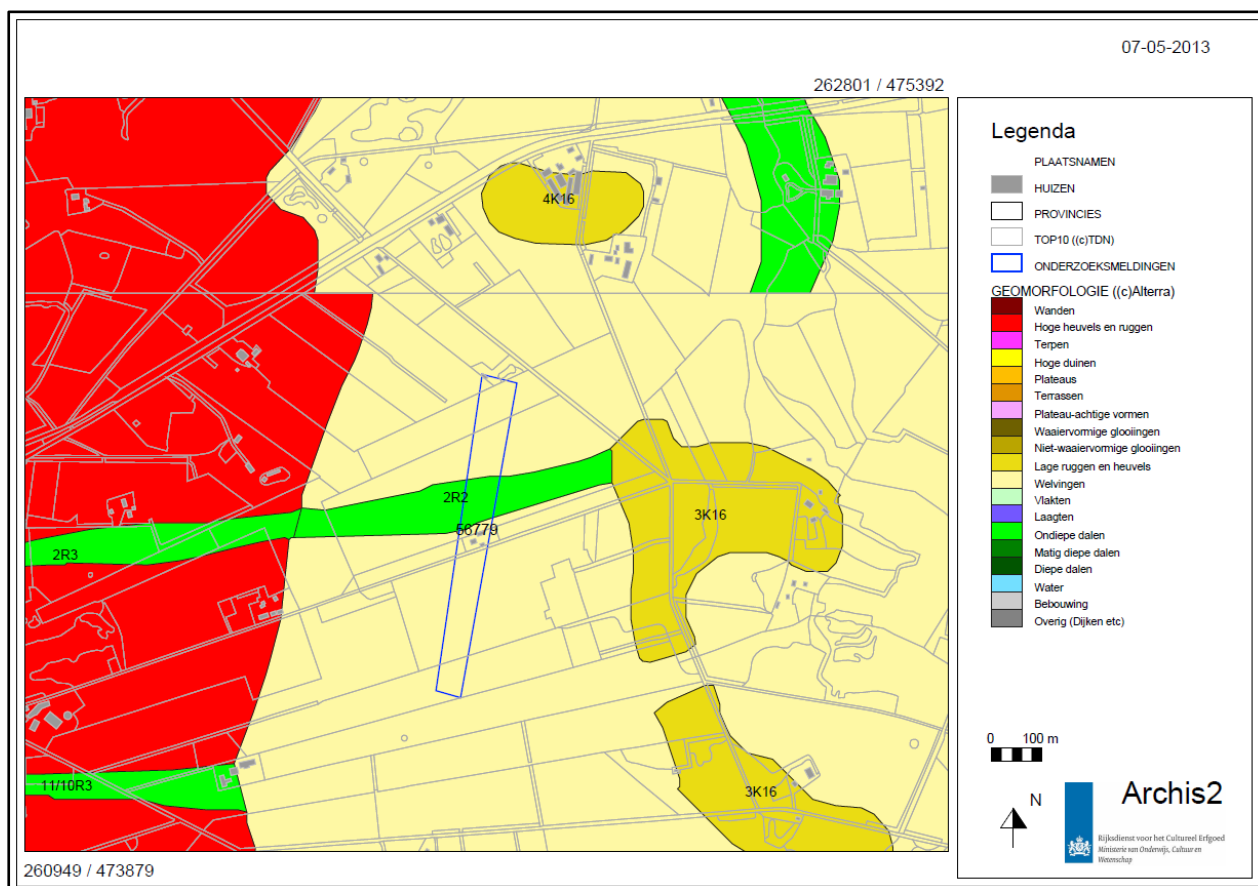 07-05-2013
262801 / 475392
4K16
2R2
56779
3K16
2R3
11/10R3
3K16
260949 / 473879
Legenda
PLAATSNAMEN
HUIZEN
PROVINCIES
TOP10 ((c)TDN)
ONDERZOEKSMELDINGEN
GEOMORFOLOGIE ((c)Alterra)
Wanden
Hoge heuvels en ruggen
Terpen
Hoge duinen
Plateaus
Terrassen
Plateau-achtige vormen
Waaiervormige glooiingen
Niet-waaiervormige glooiingen
Lage ruggen en heuvels
Welvingen
Vlakten
Laagten
Ondiepe dalen
Matig diepe dalen
Diepe dalen
Water
Bebouwing
Overig (Dijken etc)
0 100 m
N
Archis2
Rijksdienst voor het Cultureel Erfgoed
Ministerie van Onderwijs, Cultuur en
Wetenschap